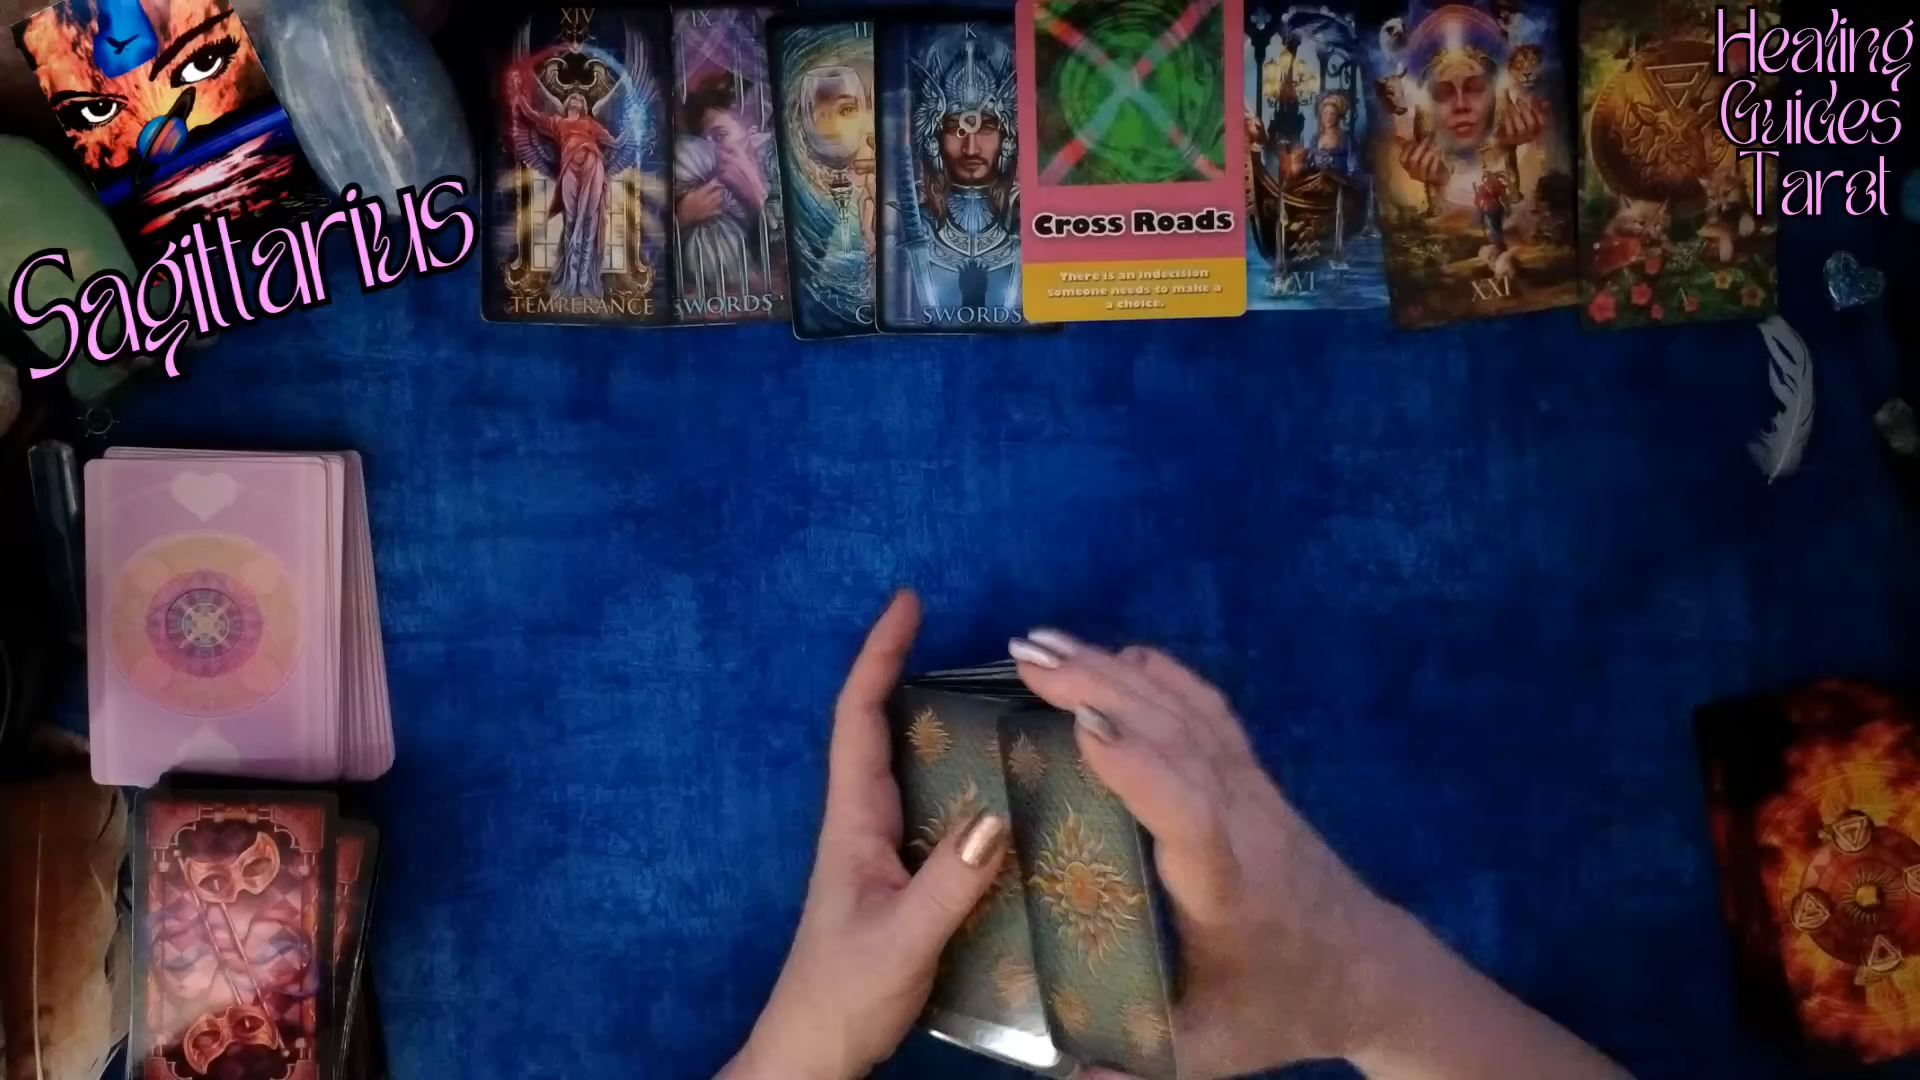 Sagittarius
XIV
TEMPERANCE
IX
SWORDS
II
C
K
SWORDS
Cross Roads
There is an indecision
someone needs to make a
a choice.
XVI
XXI
Healing
Guides
Tarot